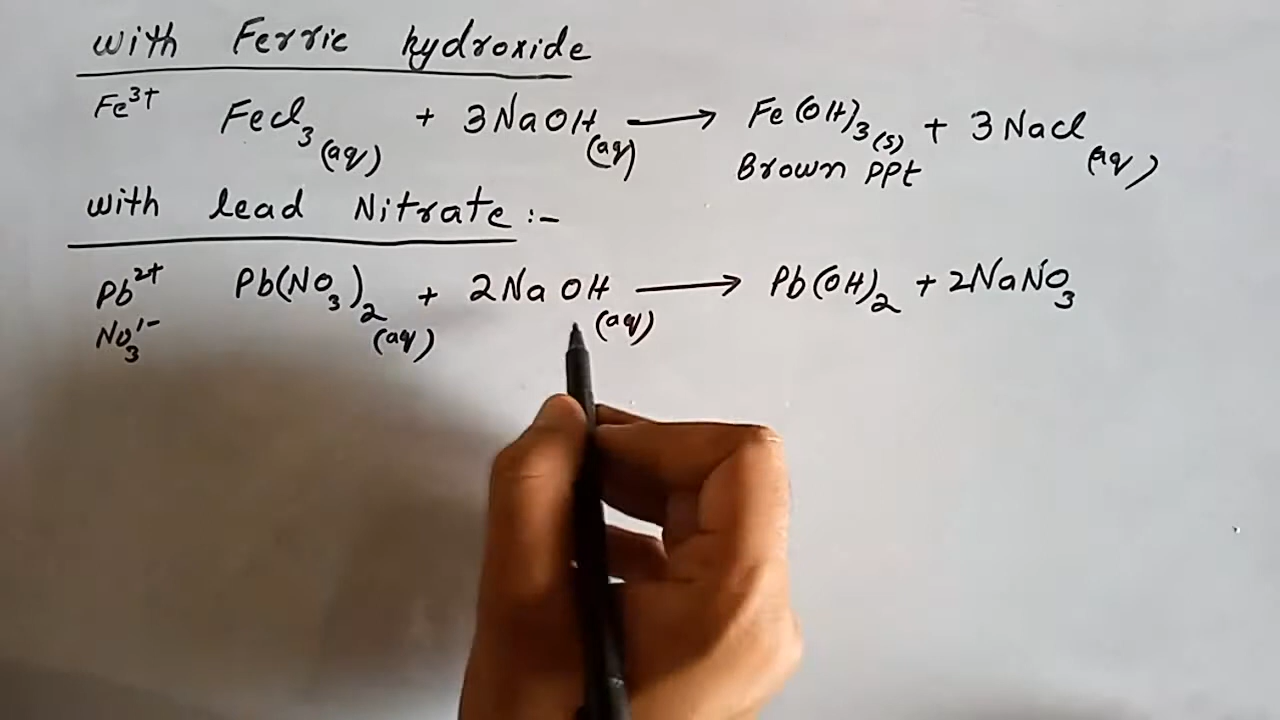 with Ferric hydroxide
Fe³⁺ FeCl₃(aq) + 3NaOH(aq) ⟶ Fe(OH)₃(s) + 3NaCl(aq)
Brown PPt
with lead Nitrate :-
Pb²⁺ Pb(NO₃)₂(aq) + 2NaOH(aq) ⟶ Pb(OH)₂ + 2NaNO₃
NO₃¹⁻